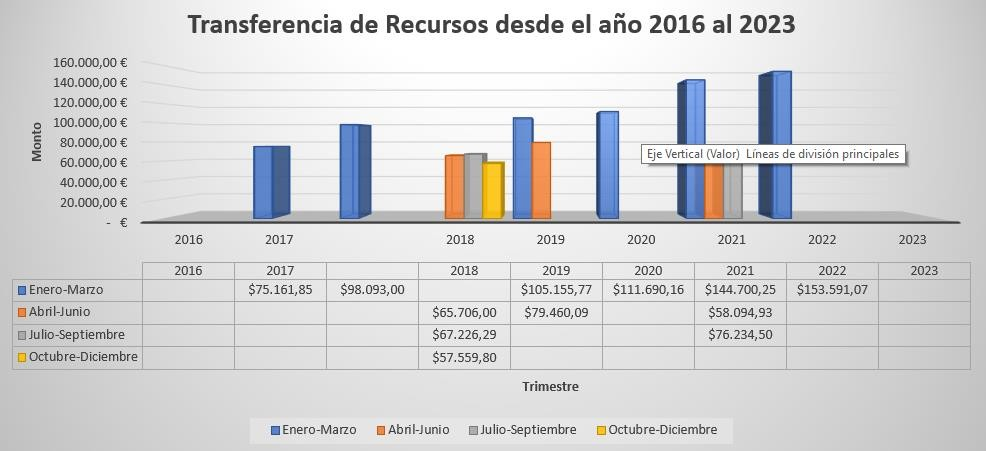 Transferencia de Recursos desde el año 2016 al 2023
Monto
160.000,00 €
140.000,00 €
120.000,00 €
100.000,00 €
80.000,00 €
60.000,00 €
40.000,00 €
20.000,00 €
- €
Eje Vertical (Valor) Líneas de división principales
2016 2017 2018 2019 2020 2021 2022 2023
2016 2017 2018 2019 2020 2021 2022 2023
Enero-Marzo $75.161,85 $98.093,00 $105.155,77 $111.690,16 $144.700,25 $153.591,07
Abril-Junio $65.706,00 $79.460,09 $58.094,93
Julio-Septiembre $67.226,29 $76.234,50
Octubre-Diciembre $57.559,80
Trimestre
Enero-Marzo Abril-Junio Julio-Septiembre Octubre-Diciembre